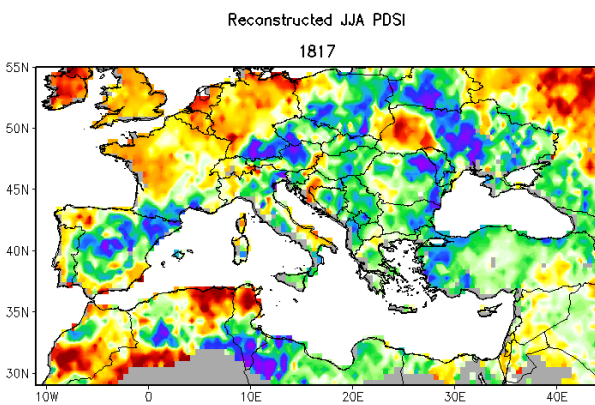 Reconstructed JJA PDSI
1817
55N
50N
45N
40N
35N
30N
10W 0 10E 20E 30E 40E